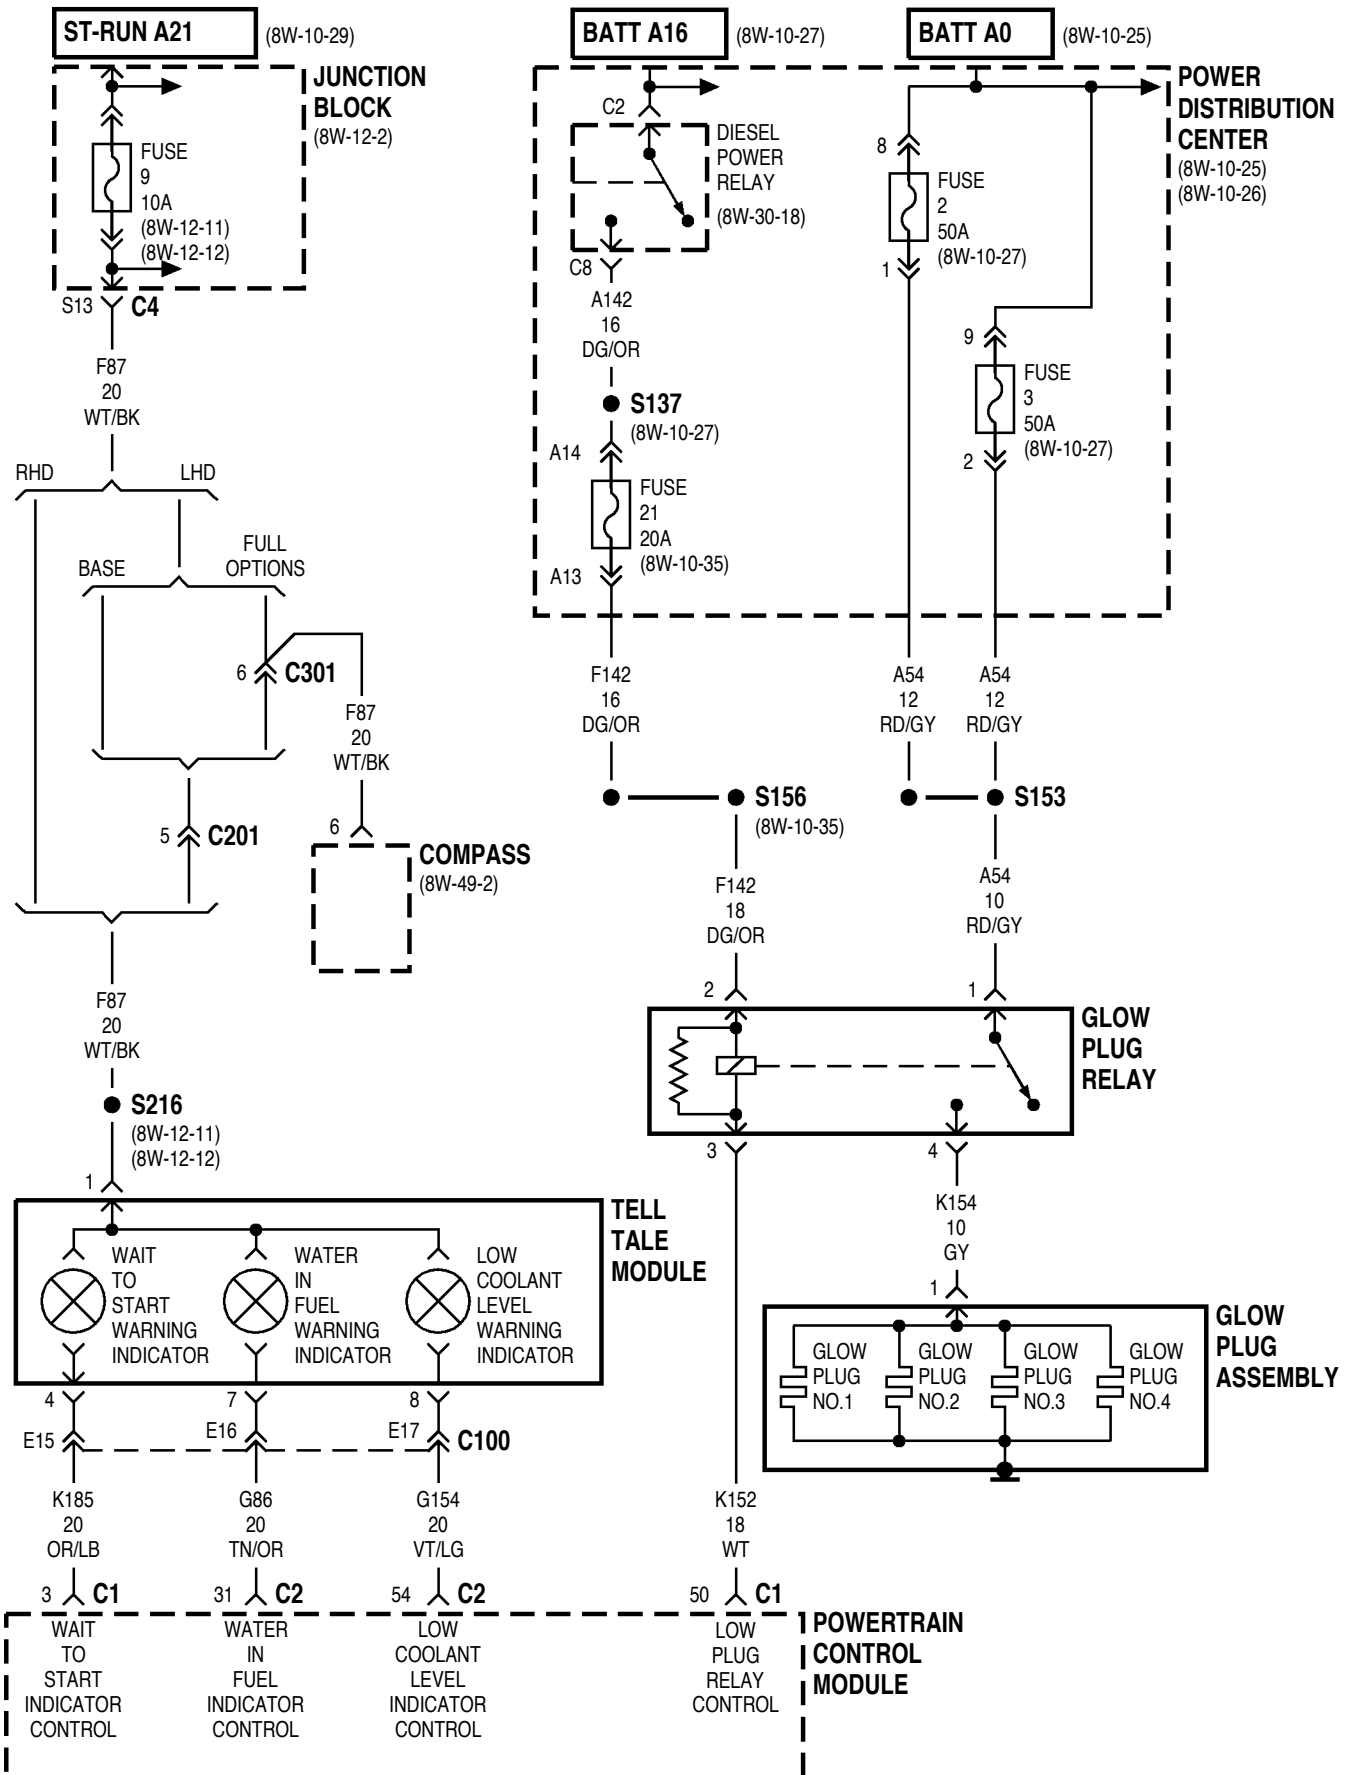 ST-RUN A21
(8W-10-29)
BATT A16
(8W-10-27)
BATT A0
(8W-10-25)
JUNCTION
BLOCK
(8W-12-2)
FUSE
9
10A
(8W-12-11)
(8W-12-12)
S13
C4
F87
20
WT/BK
RHD
LHD
BASE
FULL
OPTIONS
6
C301
F87
20
WT/BK
5
C201
6
COMPASS
(8W-49-2)
F87
20
WT/BK
S216
(8W-12-11)
(8W-12-12)
1
C2
DIESEL
POWER
RELAY
(8W-30-18)
C8
A142
16
DG/OR
S137
(8W-10-27)
A14
FUSE
21
20A
(8W-10-35)
A13
F142
16
DG/OR
S156
(8W-10-35)
F142
18
DG/OR
2
POWER
DISTRIBUTION
CENTER
(8W-10-25)
(8W-10-26)
8
FUSE
2
50A
(8W-10-27)
1
9
FUSE
3
50A
(8W-10-27)
2
A54
12
RD/GY
A54
12
RD/GY
S153
A54
10
RD/GY
1
GLOW
PLUG
RELAY
3
4
K154
10
GY
1
GLOW
PLUG
ASSEMBLY
GLOW
PLUG
NO.1
GLOW
PLUG
NO.2
GLOW
PLUG
NO.3
GLOW
PLUG
NO.4
TELL
TALE
MODULE
WAIT
TO
START
WARNING
INDICATOR
WATER
IN
FUEL
WARNING
INDICATOR
LOW
COOLANT
LEVEL
WARNING
INDICATOR
4
7
8
E15
E16
E17
C100
K185
20
OR/LB
G86
20
TN/OR
G154
20
VT/LG
K152
18
WT
3
C1
31
C2
54
C2
50
C1
WAIT
TO
START
INDICATOR
CONTROL
WATER
IN
FUEL
INDICATOR
CONTROL
LOW
COOLANT
LEVEL
INDICATOR
CONTROL
LOW
PLUG
RELAY
CONTROL
POWERTRAIN
CONTROL
MODULE